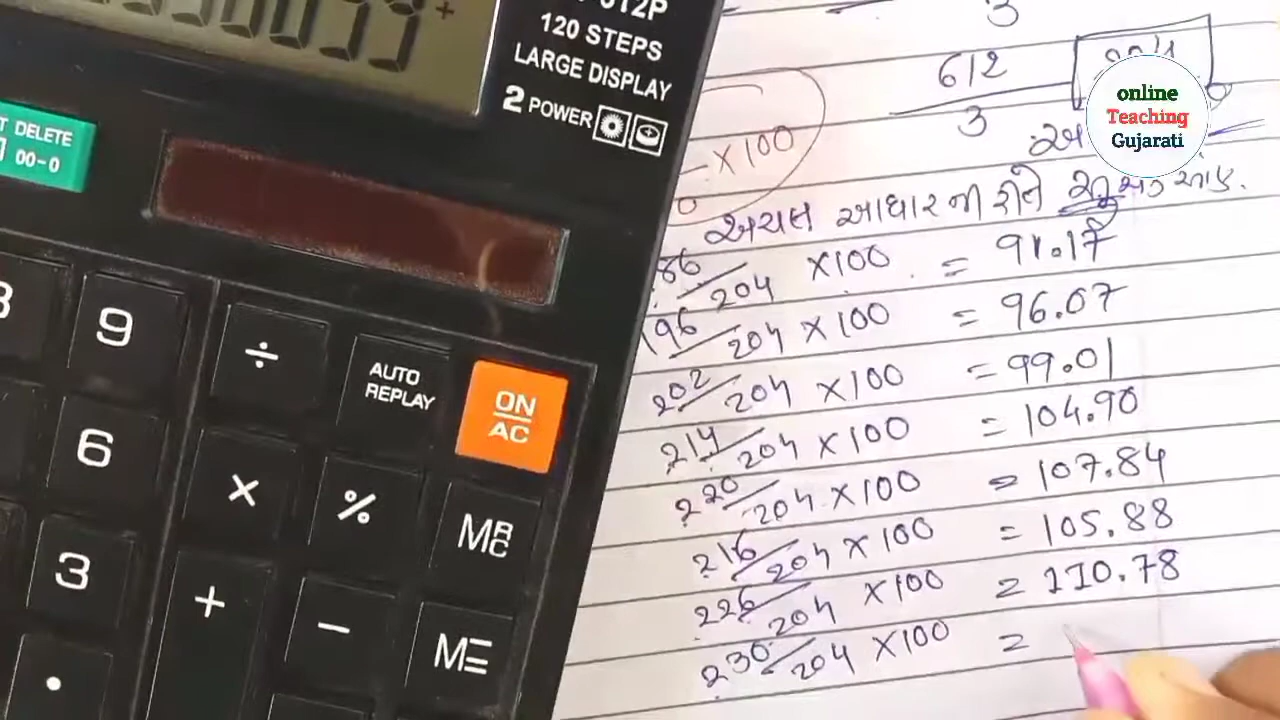 120 STEPS
LARGE DISPLAY
2 POWER
DELETE
00-0
9
÷
AUTO
REPLAY
ON
AC
6
×
%
MRC
3
+
−
M=
.
3
612
3
× 100
online
Teaching
Gujarati
અચલ આધારની રીતે
86/204 × 100 = 91.17
196/204 × 100 = 96.07
202/204 × 100 = 99.01
214/204 × 100 = 104.90
220/204 × 100 = 107.84
216/204 × 100 = 105.88
226/204 × 100 = 110.78
230/204 × 100 =